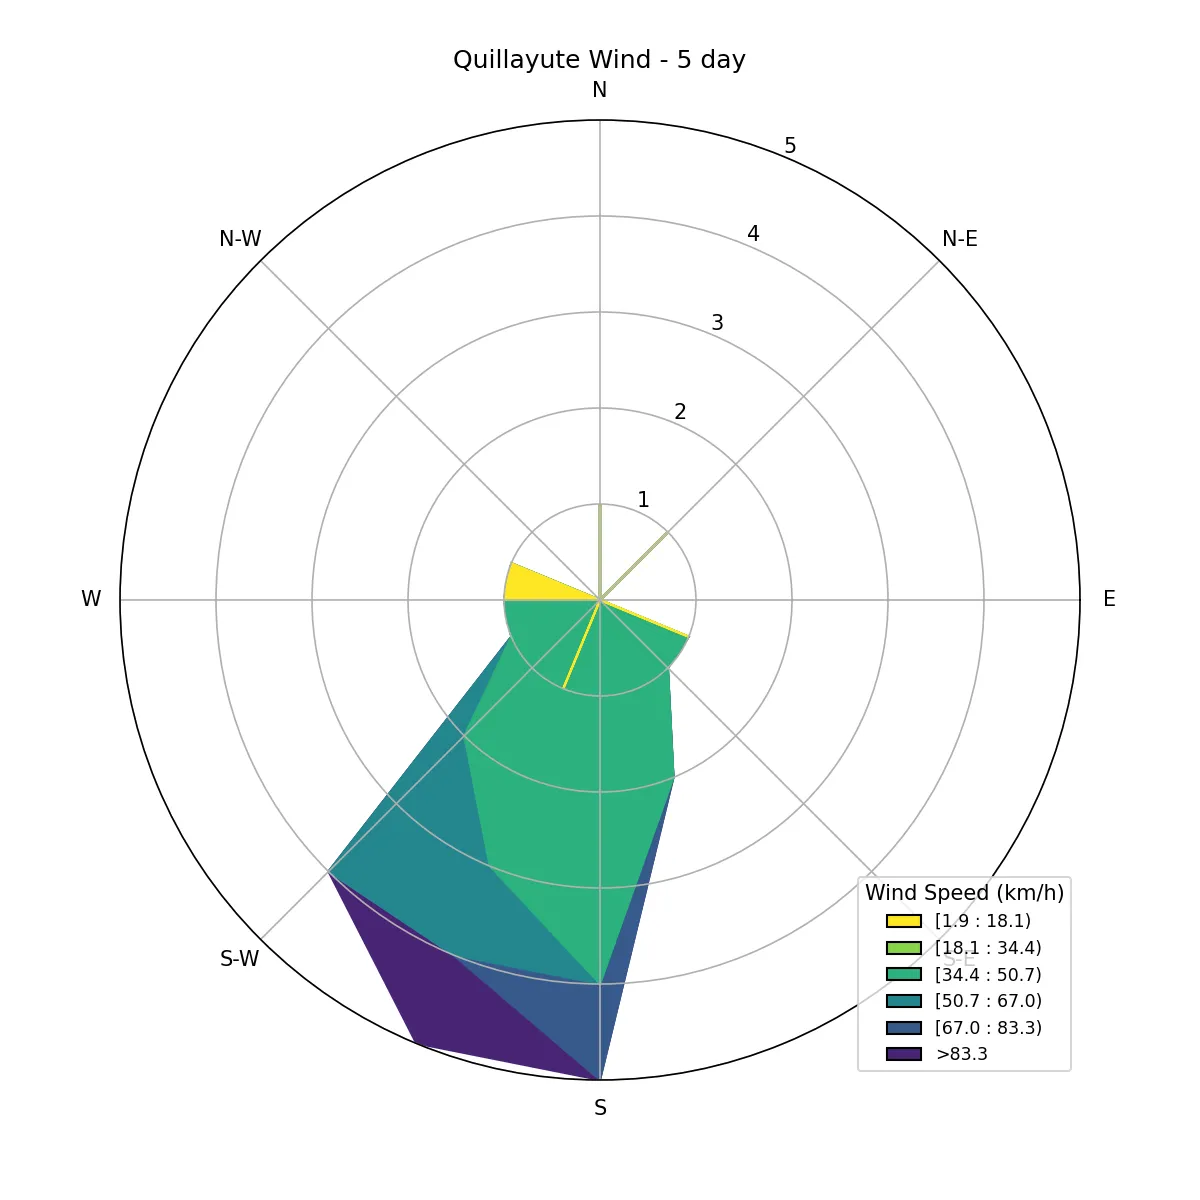 Quillayute Wind - 5 day
N
5
N-W
N-E
4
3
2
1
W
E
Wind Speed (km/h)
[1.9 : 18.1)
[18.1 : 34.4)
[34.4 : 50.7)
[50.7 : 67.0)
[67.0 : 83.3)
>83.3
S-W
S-E
S